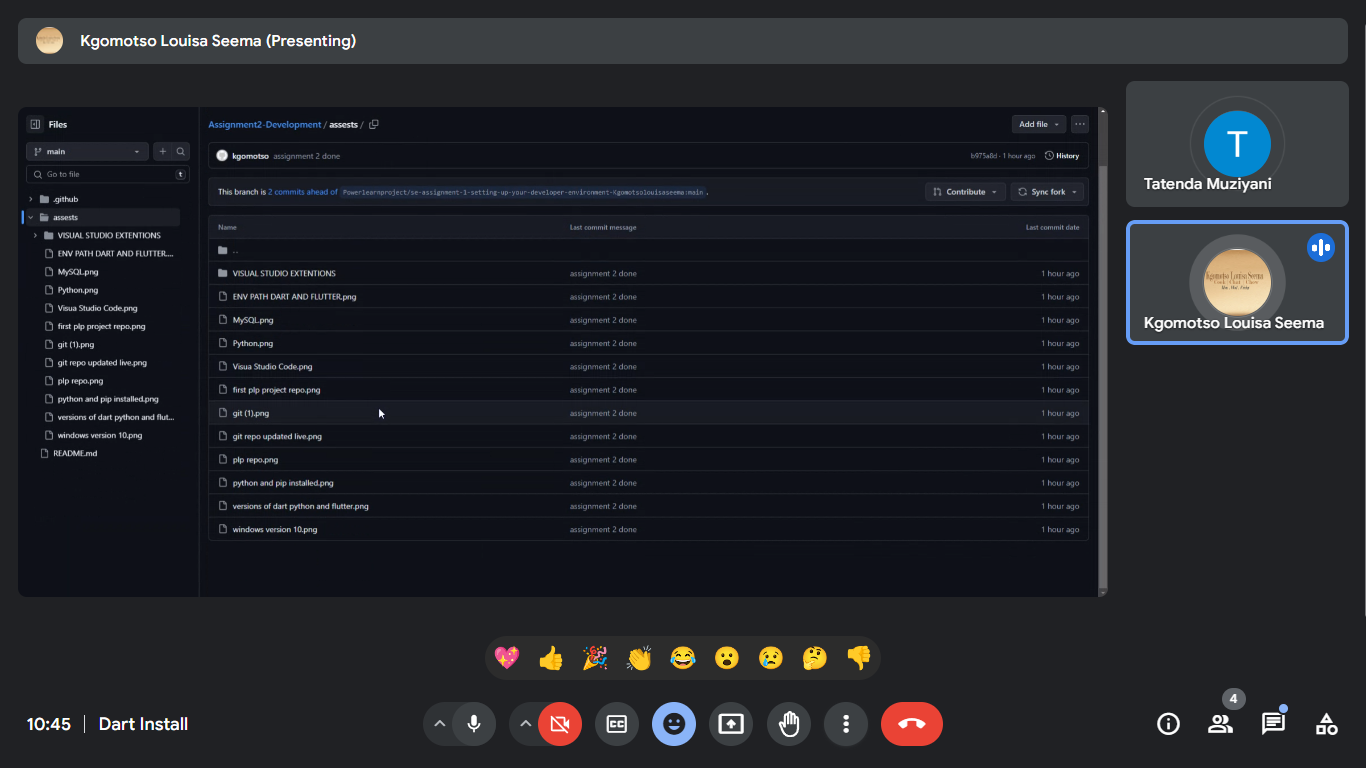 Kgomotso Louisa Seema (Presenting)
Files
main
Go to file
t
.github
assests
VISUAL STUDIO EXTENTIONS
ENV PATH DART AND FLUTTER....
MySQL.png
Python.png
Visua Studio Code.png
first plp project repo.png
git (1).png
git repo updated live.png
plp repo.png
python and pip installed.png
versions of dart python and flut...
windows version 10.png
README.md
Assignment2-Development / assests /
Add file
kgomotso assignment 2 done
b975a8d · 1 hour ago
History
This branch is 2 commits ahead of Powerlearnproject/se-assignment-3-setting-up-your-developer-environment-Kgomotsolouisaseema:main .
Contribute
Sync fork
Name Last commit message Last commit date
..
VISUAL STUDIO EXTENTIONS assignment 2 done 1 hour ago
ENV PATH DART AND FLUTTER.png assignment 2 done 1 hour ago
MySQL.png assignment 2 done 1 hour ago
Python.png assignment 2 done 1 hour ago
Visua Studio Code.png assignment 2 done 1 hour ago
first plp project repo.png assignment 2 done 1 hour ago
git (1).png assignment 2 done 1 hour ago
git repo updated live.png assignment 2 done 1 hour ago
plp repo.png assignment 2 done 1 hour ago
python and pip installed.png assignment 2 done 1 hour ago
versions of dart python and flutter.png assignment 2 done 1 hour ago
windows version 10.png assignment 2 done 1 hour ago
T
Tatenda Muziyani
Kgomotso Louisa Seema
Kgomotso Louisa Seema
10:45 | Dart Install
CC
4